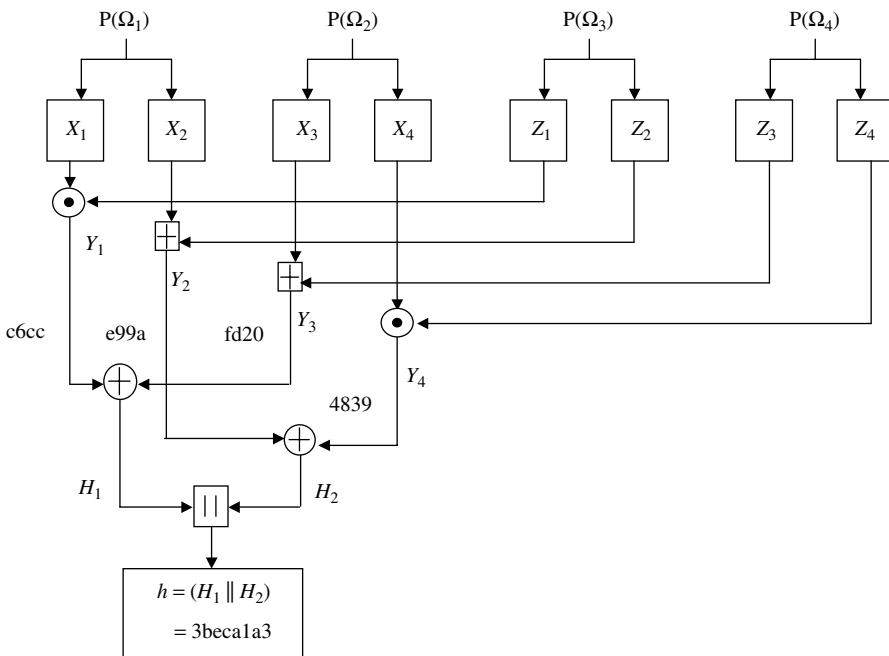 P(Ω₁) P(Ω₂) P(Ω₃) P(Ω₄)
X₁ X₂ X₃ X₄ Z₁ Z₂ Z₃ Z₄
Y₁
Y₂
Y₃
c6cc e99a fd20
Y₄
4839
H₁ H₂
||
h = (H₁ || H₂)
= 3beca1a3